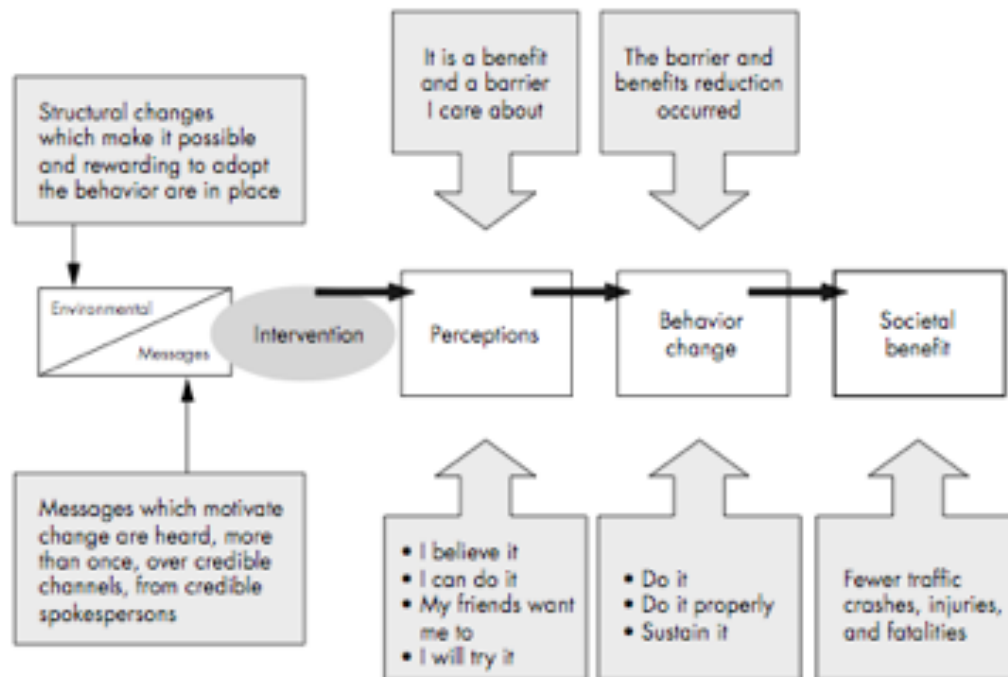 It is a benefit
and a barrier
I care about
The barrier and
benefits reduction
occurred
Structural changes
which make it possible
and rewarding to adopt
the behavior are in place
Environmental
Messages
Intervention
Perceptions
Behavior
change
Societal
benefit
Messages which motivate
change are heard, more
than once, over credible
channels, from credible
spokespersons
• I believe it
• I can do it
• My friends want
me to
• I will try it
• Do it
• Do it properly
• Sustain it
Fewer traffic
crashes, injuries,
and fatalities